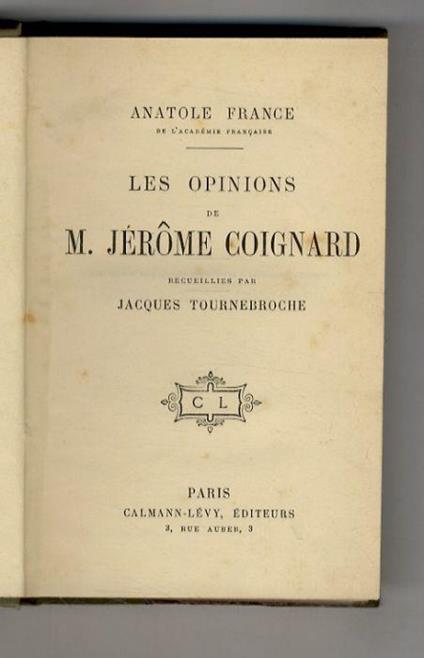 ANATOLE FRANCE
DE L'ACADÉMIE FRANÇAISE
LES OPINIONS
DE
M. JÉRÔME COIGNARD
RECUEILLIES PAR
JACQUES TOURNEBROCHE
C L
PARIS
CALMANN-LÉVY, ÉDITEURS
3, RUE AUBER, 3